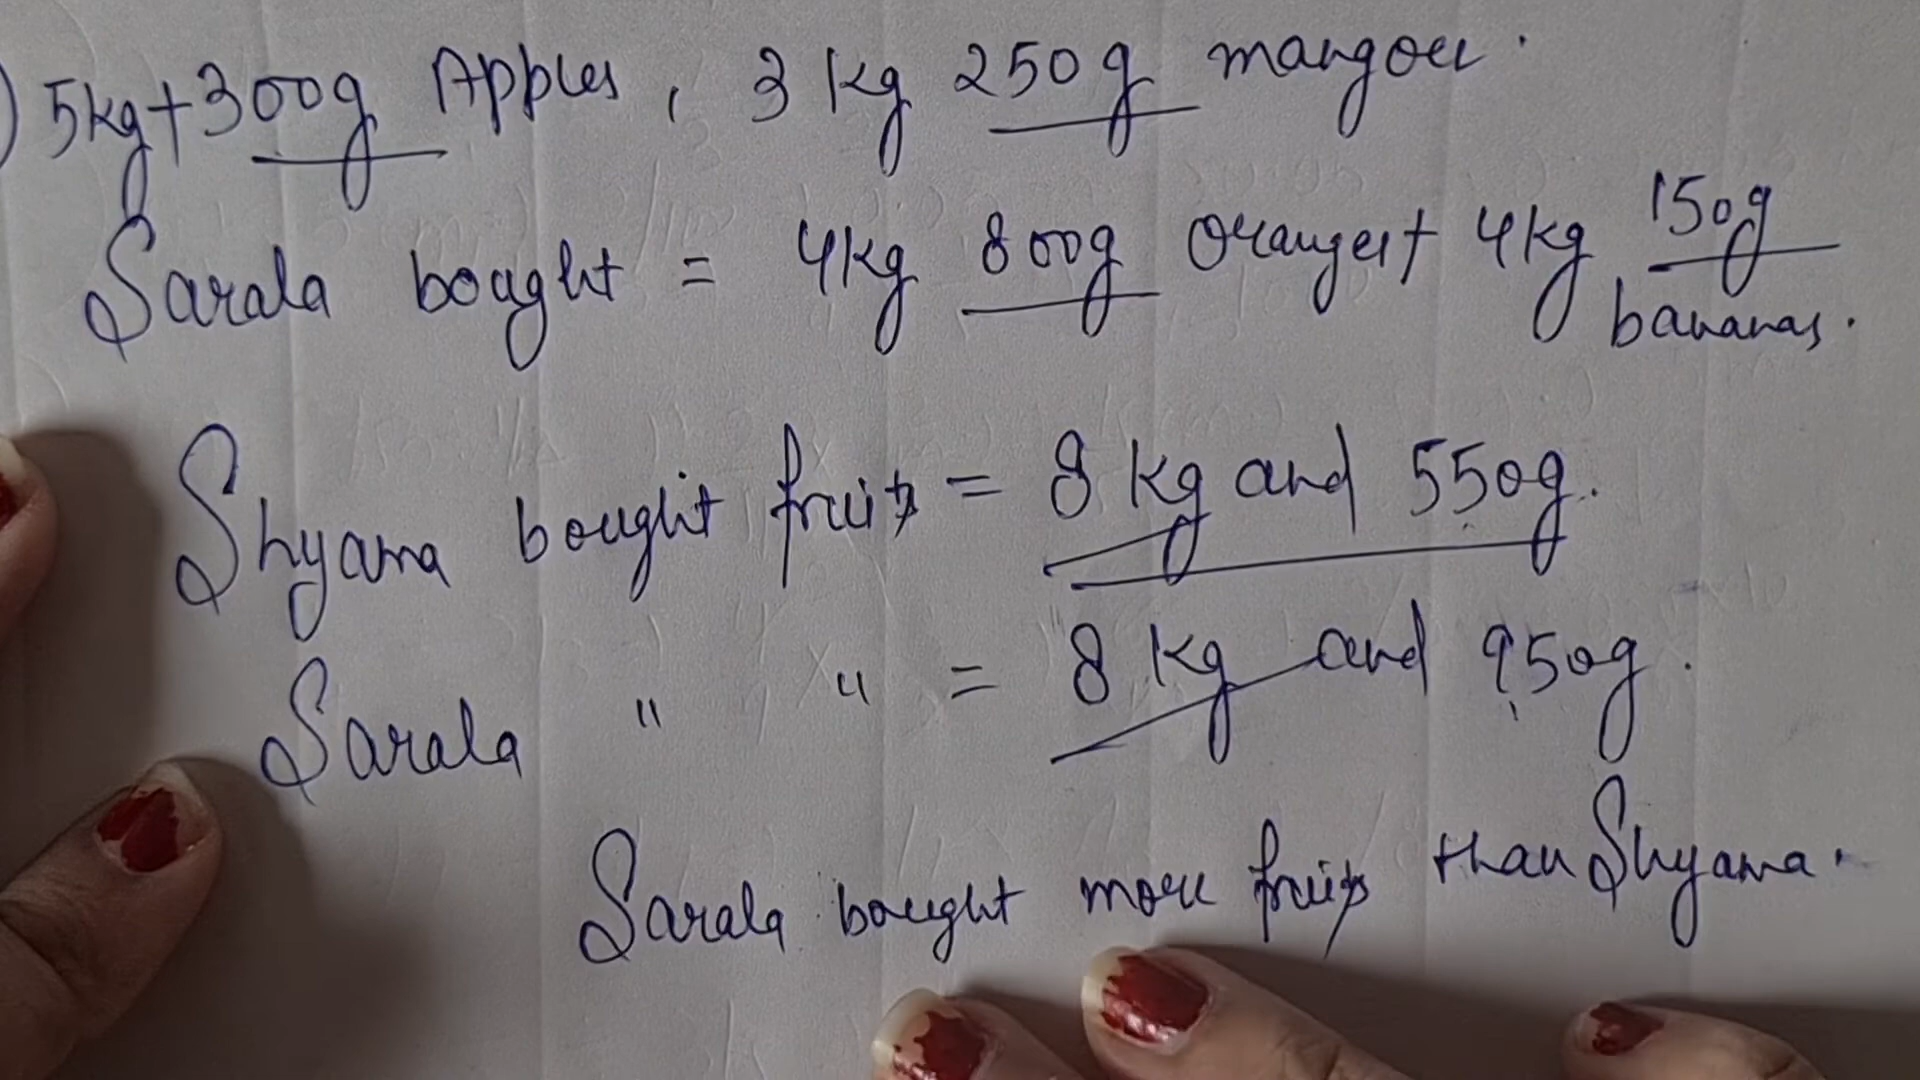 ) 5kg+300g Apples, 3 kg 250g mangoes.
Sarala bought = 4kg 800g oranges+ 4kg 150g
bananas.
Shyama bought fruits = 8 kg and 550g.
Sarala " " = 8 kg and 950g.
Sarala bought more fruits than Shyama.